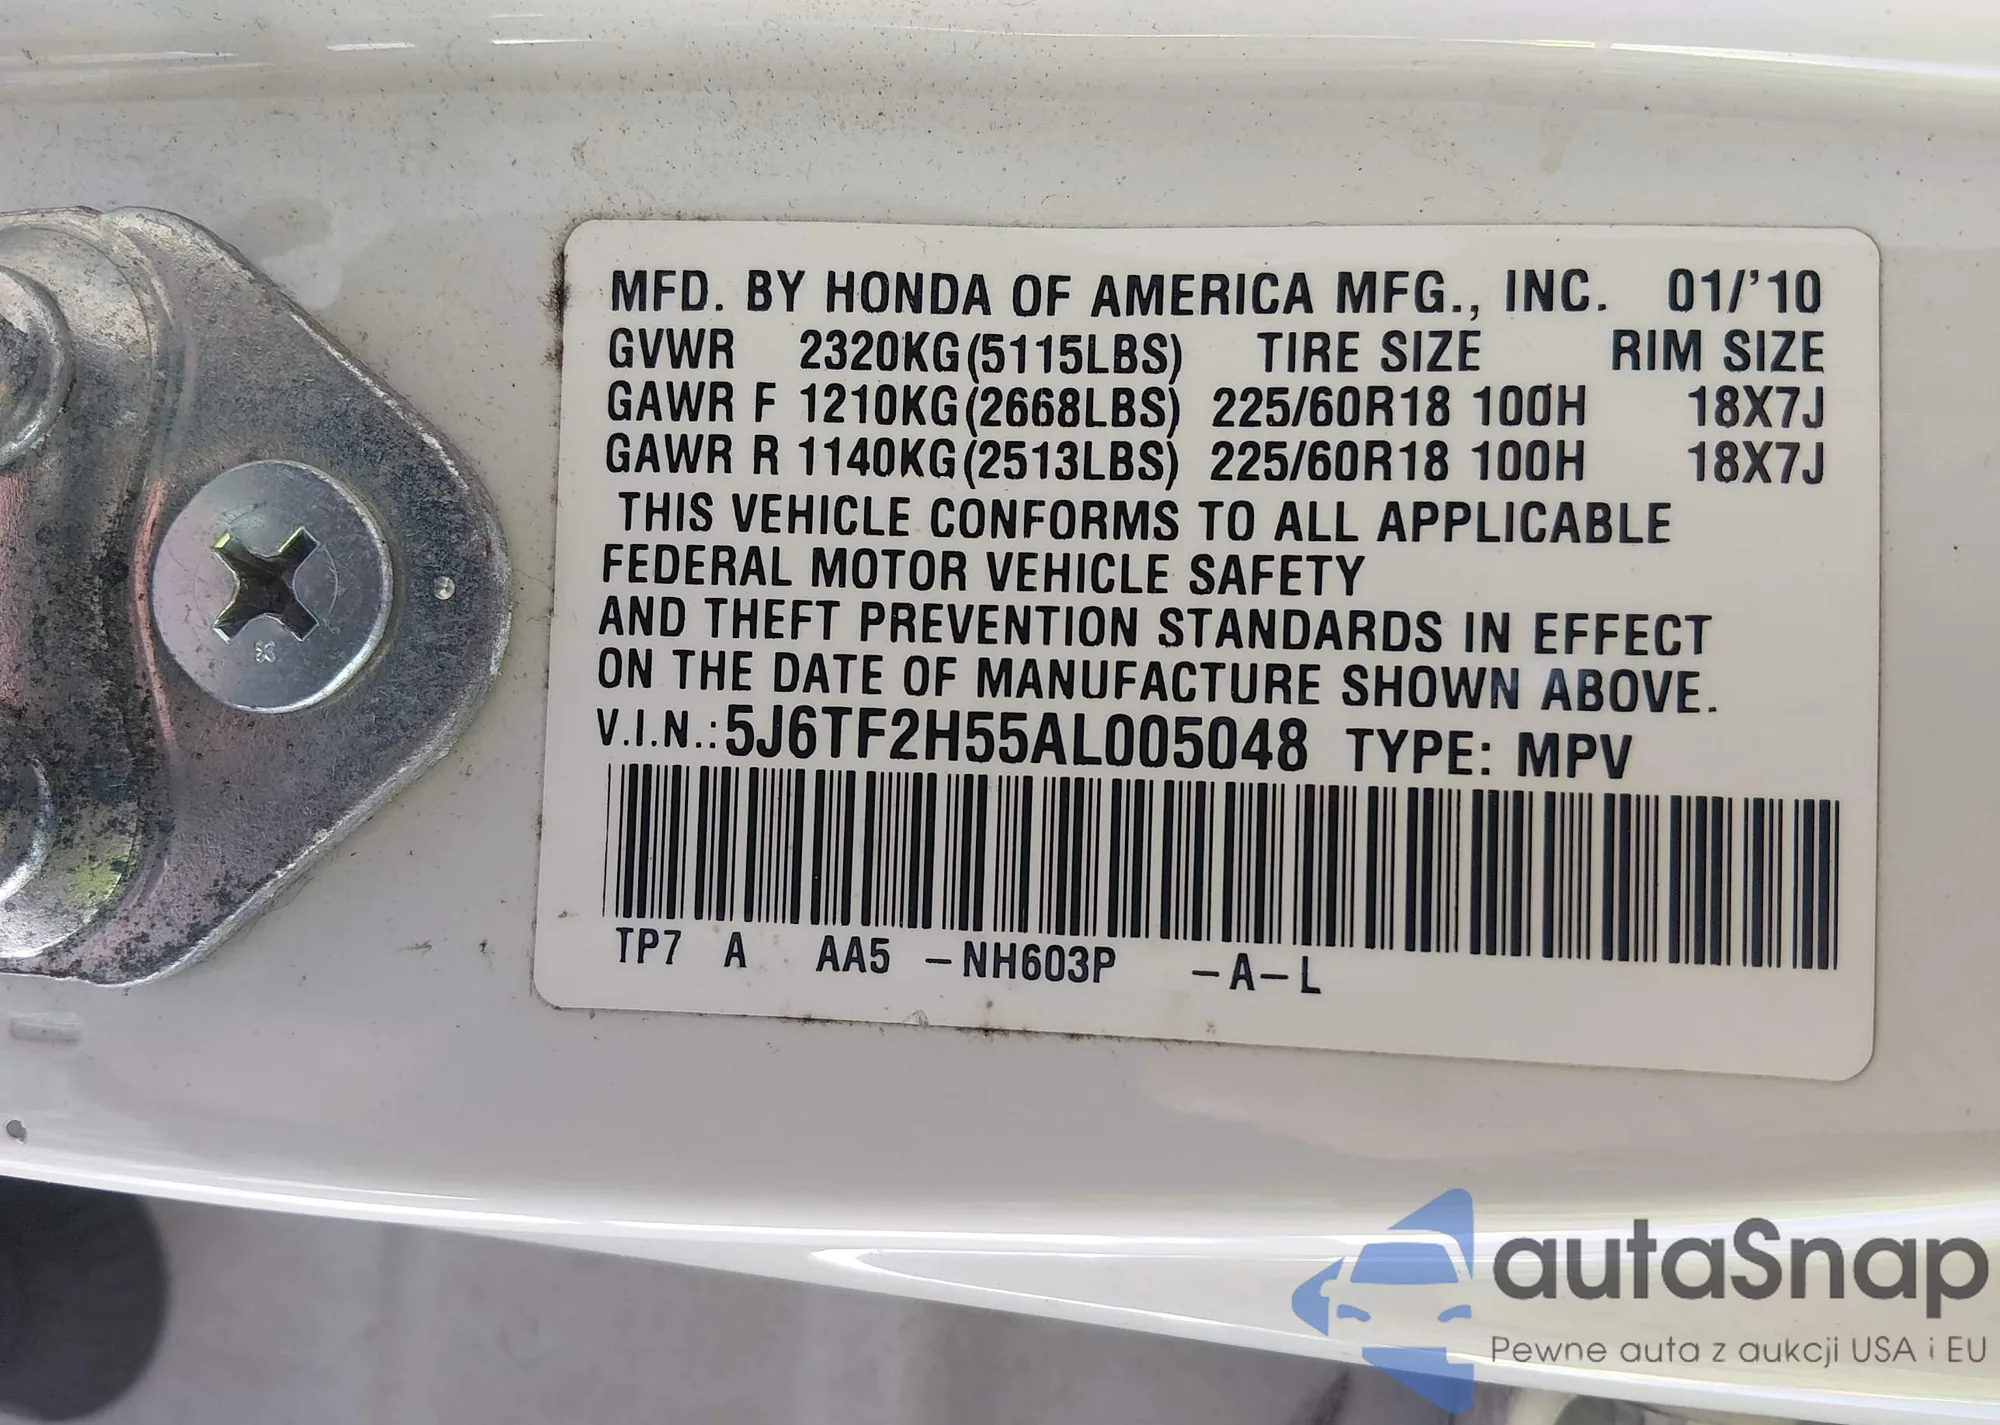 MFD. BY HONDA OF AMERICA MFG., INC. 01/'10
GVWR 2320KG(5115LBS) TIRE SIZE RIM SIZE
GAWR F 1210KG(2668LBS) 225/60R18 100H 18X7J
GAWR R 1140KG(2513LBS) 225/60R18 100H 18X7J
THIS VEHICLE CONFORMS TO ALL APPLICABLE
FEDERAL MOTOR VEHICLE SAFETY
AND THEFT PREVENTION STANDARDS IN EFFECT
ON THE DATE OF MANUFACTURE SHOWN ABOVE.
V.I.N.: 5J6TF2H55AL005048 TYPE: MPV
TP7 A AA5 -NH603P -A-L
autaSnap
Pewne auta z aukcji USA i EU